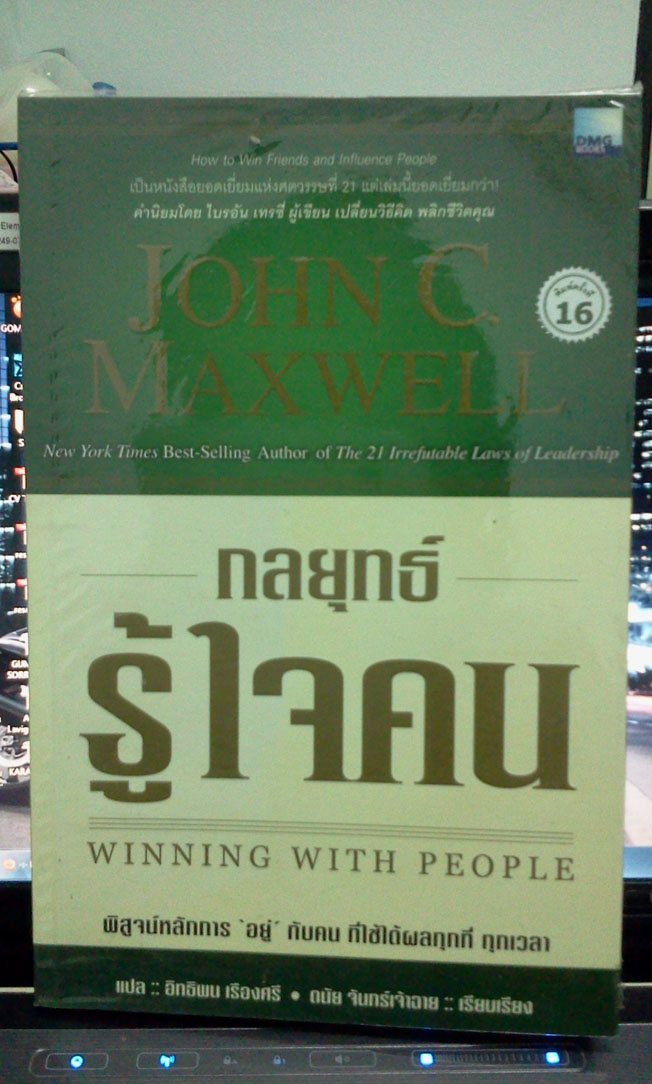 How to Win Friends and Influence People
เป็นหนังสือยอดเยี่ยมแห่งศตวรรษที่ 21 แต่เล่มนี้ยอดเยี่ยมกว่า!
คำนิยมโดย ไบรอัน เทรซี่ ผู้เขียน เปลี่ยนวิธีคิด พลิกชีวิตคุณ
DMG
BOOKS
JOHN C.
MAXWELL
พิมพ์ครั้งที่
16
New York Times Best-Selling Author of The 21 Irrefutable Laws of Leadership
กลยุทธ์
รู้ใจคน
WINNING WITH PEOPLE
พิสูจน์หลักการ 'อยู่' กับคน ที่ใช้ได้ผลทุกที่ ทุกเวลา
แปล :: อิทธิพน เรืองศรี • ดนัย จันทร์เจ้าฉาย :: เรียบเรียง